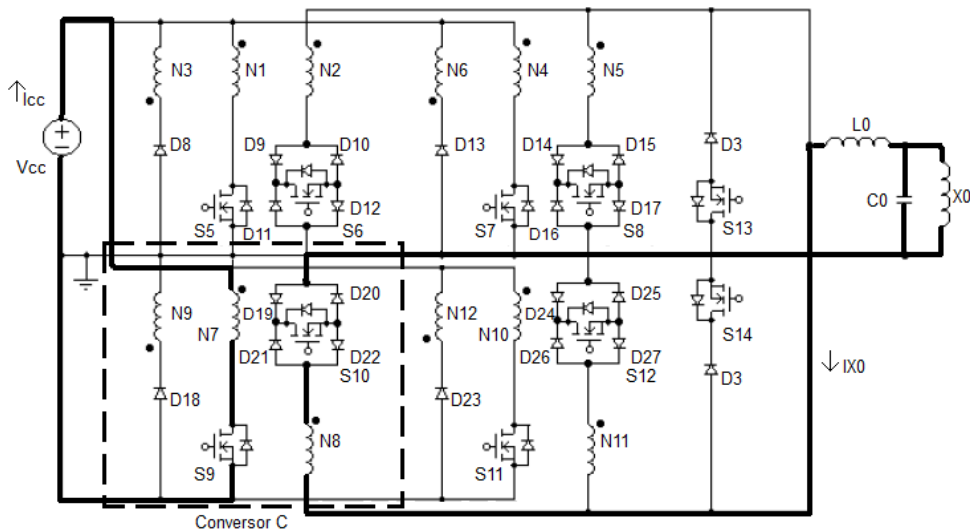 N3
N1
N2
N6
N4
N5
Icc
Vcc
D8
D9
D10
D13
D14
D15
D3
L0
C0
X0
D12
D17
S5
D11
S6
S7
D16
S8
S13
N9
N7
D19
D20
N12
N10
D24
D25
D21
D22
S10
D26
D27
S12
S14
D18
D23
D3
IX0
N8
N11
S9
S11
Conversor C